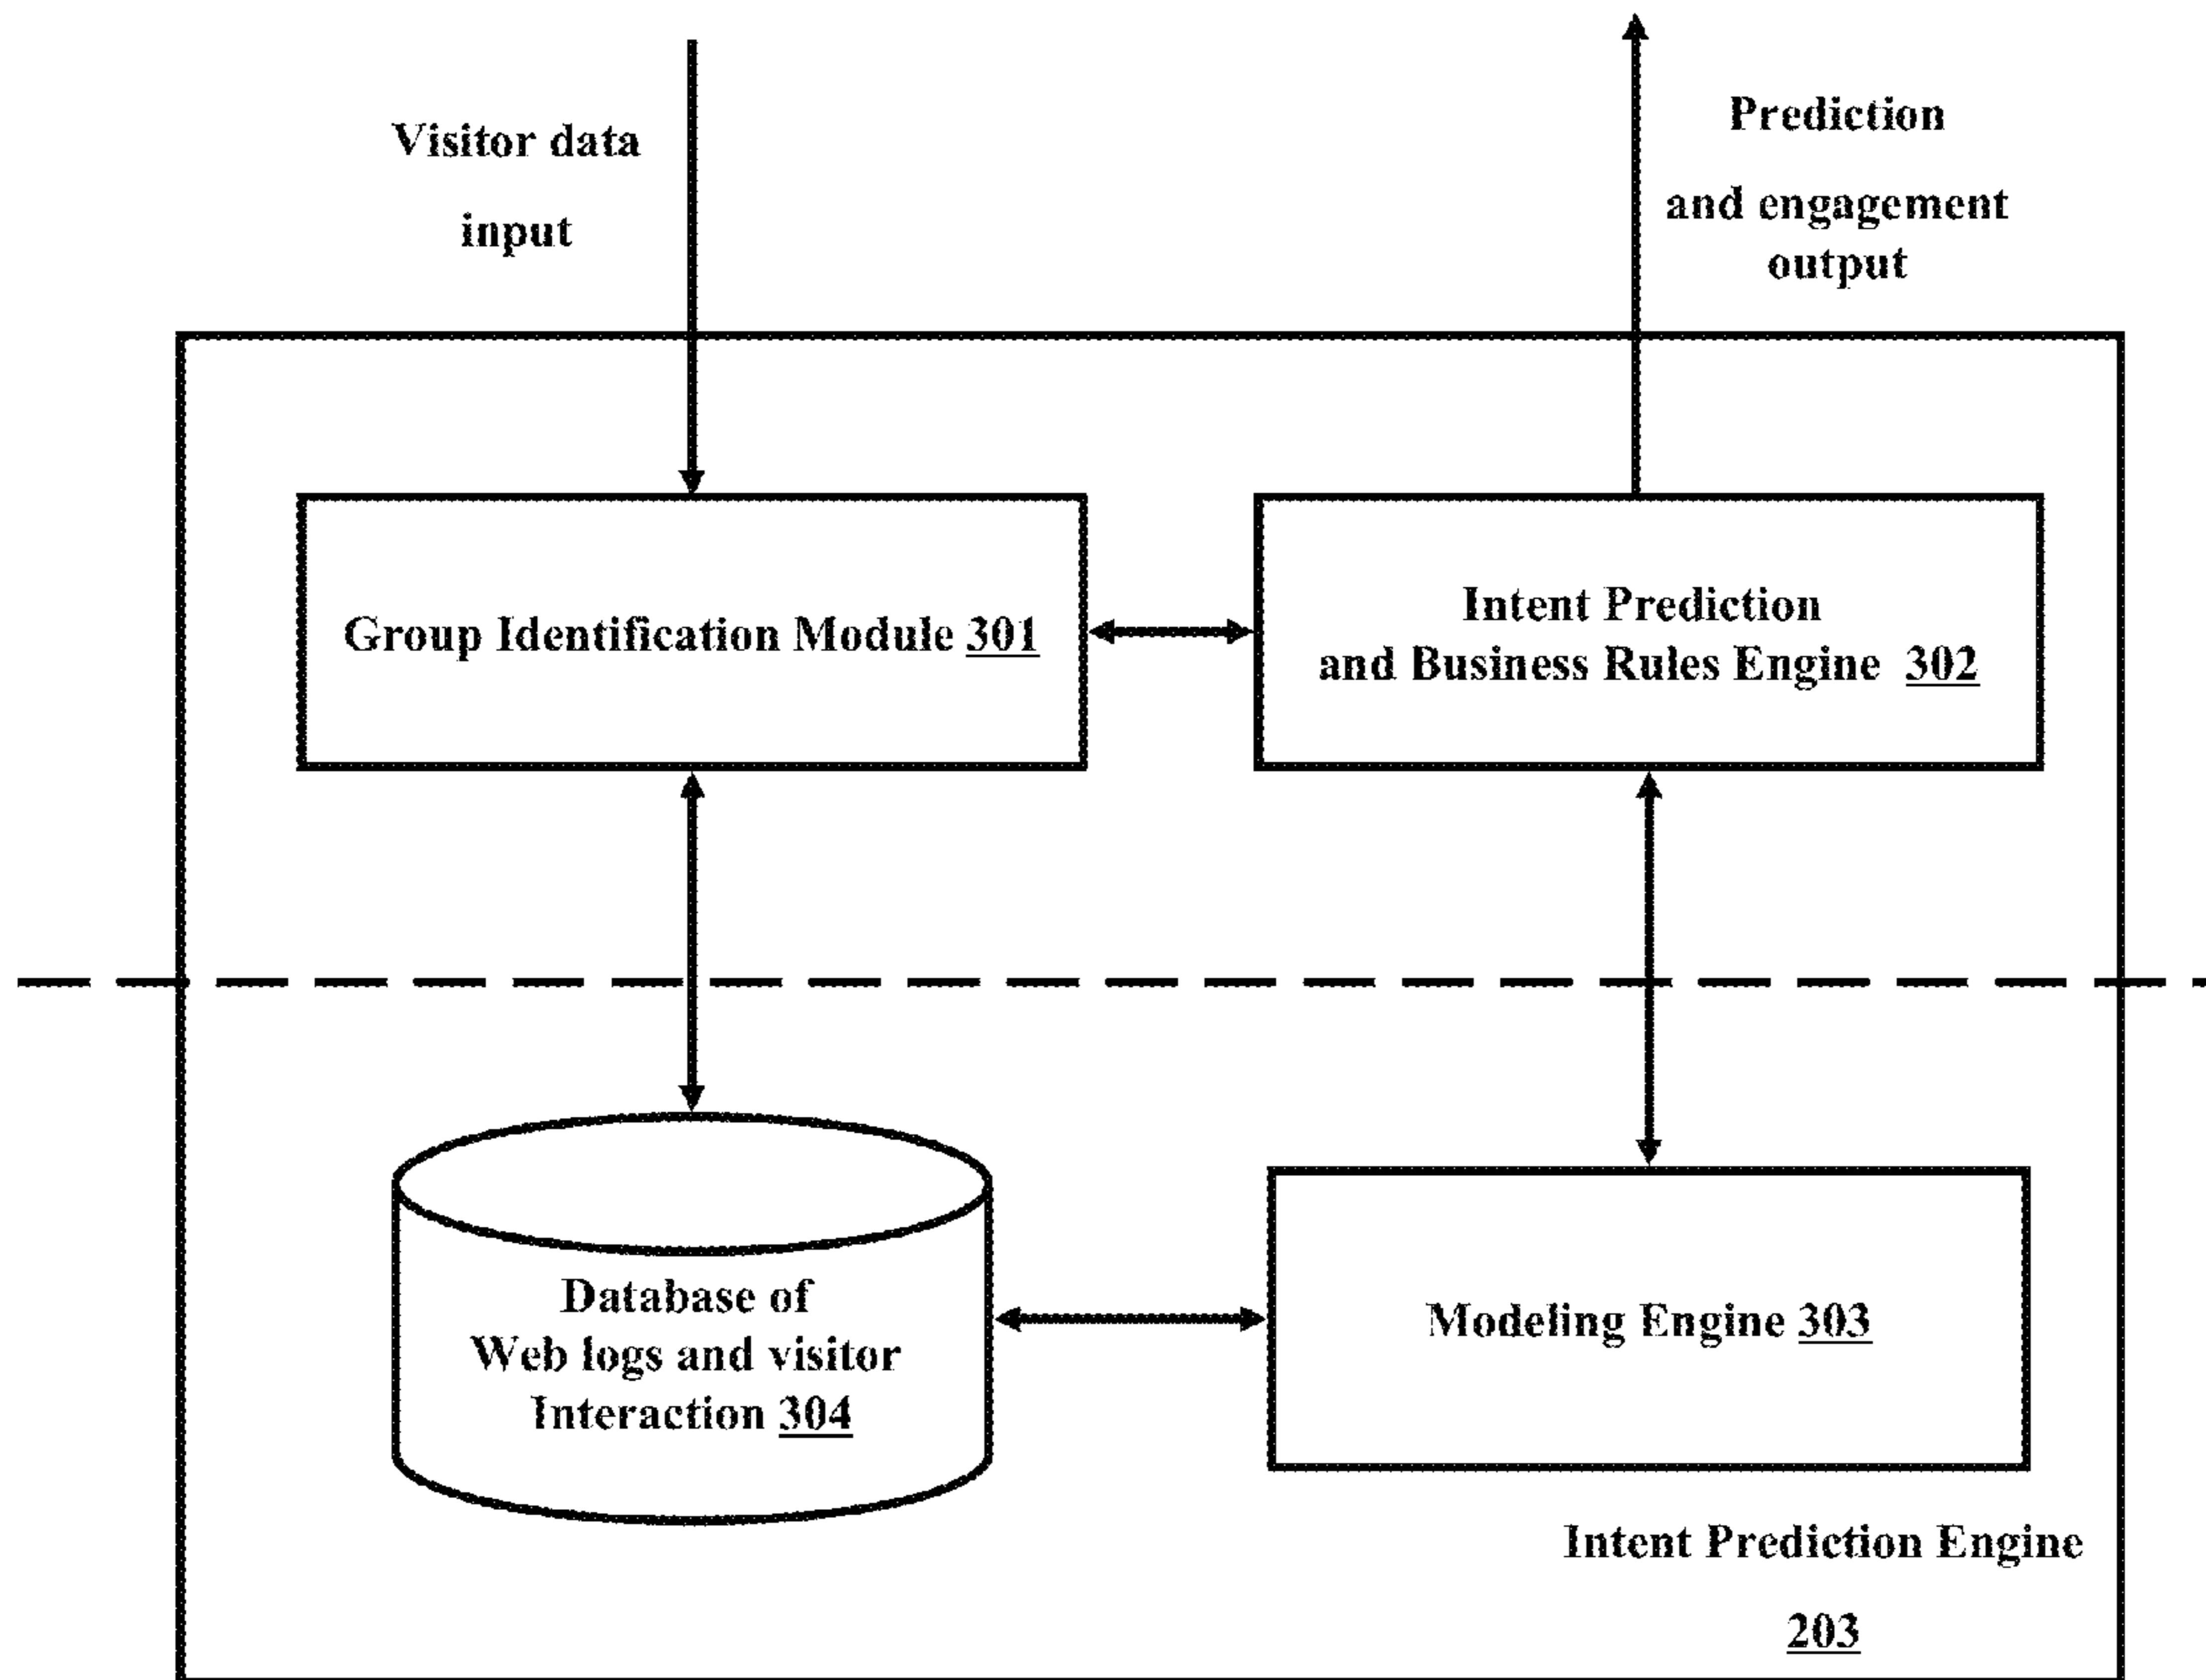 Visitor data
input
Prediction
and engagement
output
Group Identification Module 301
Intent Prediction
and Business Rules Engine 302
Database of
Web logs and visitor
Interaction 304
Modeling Engine 303
Intent Prediction Engine
203